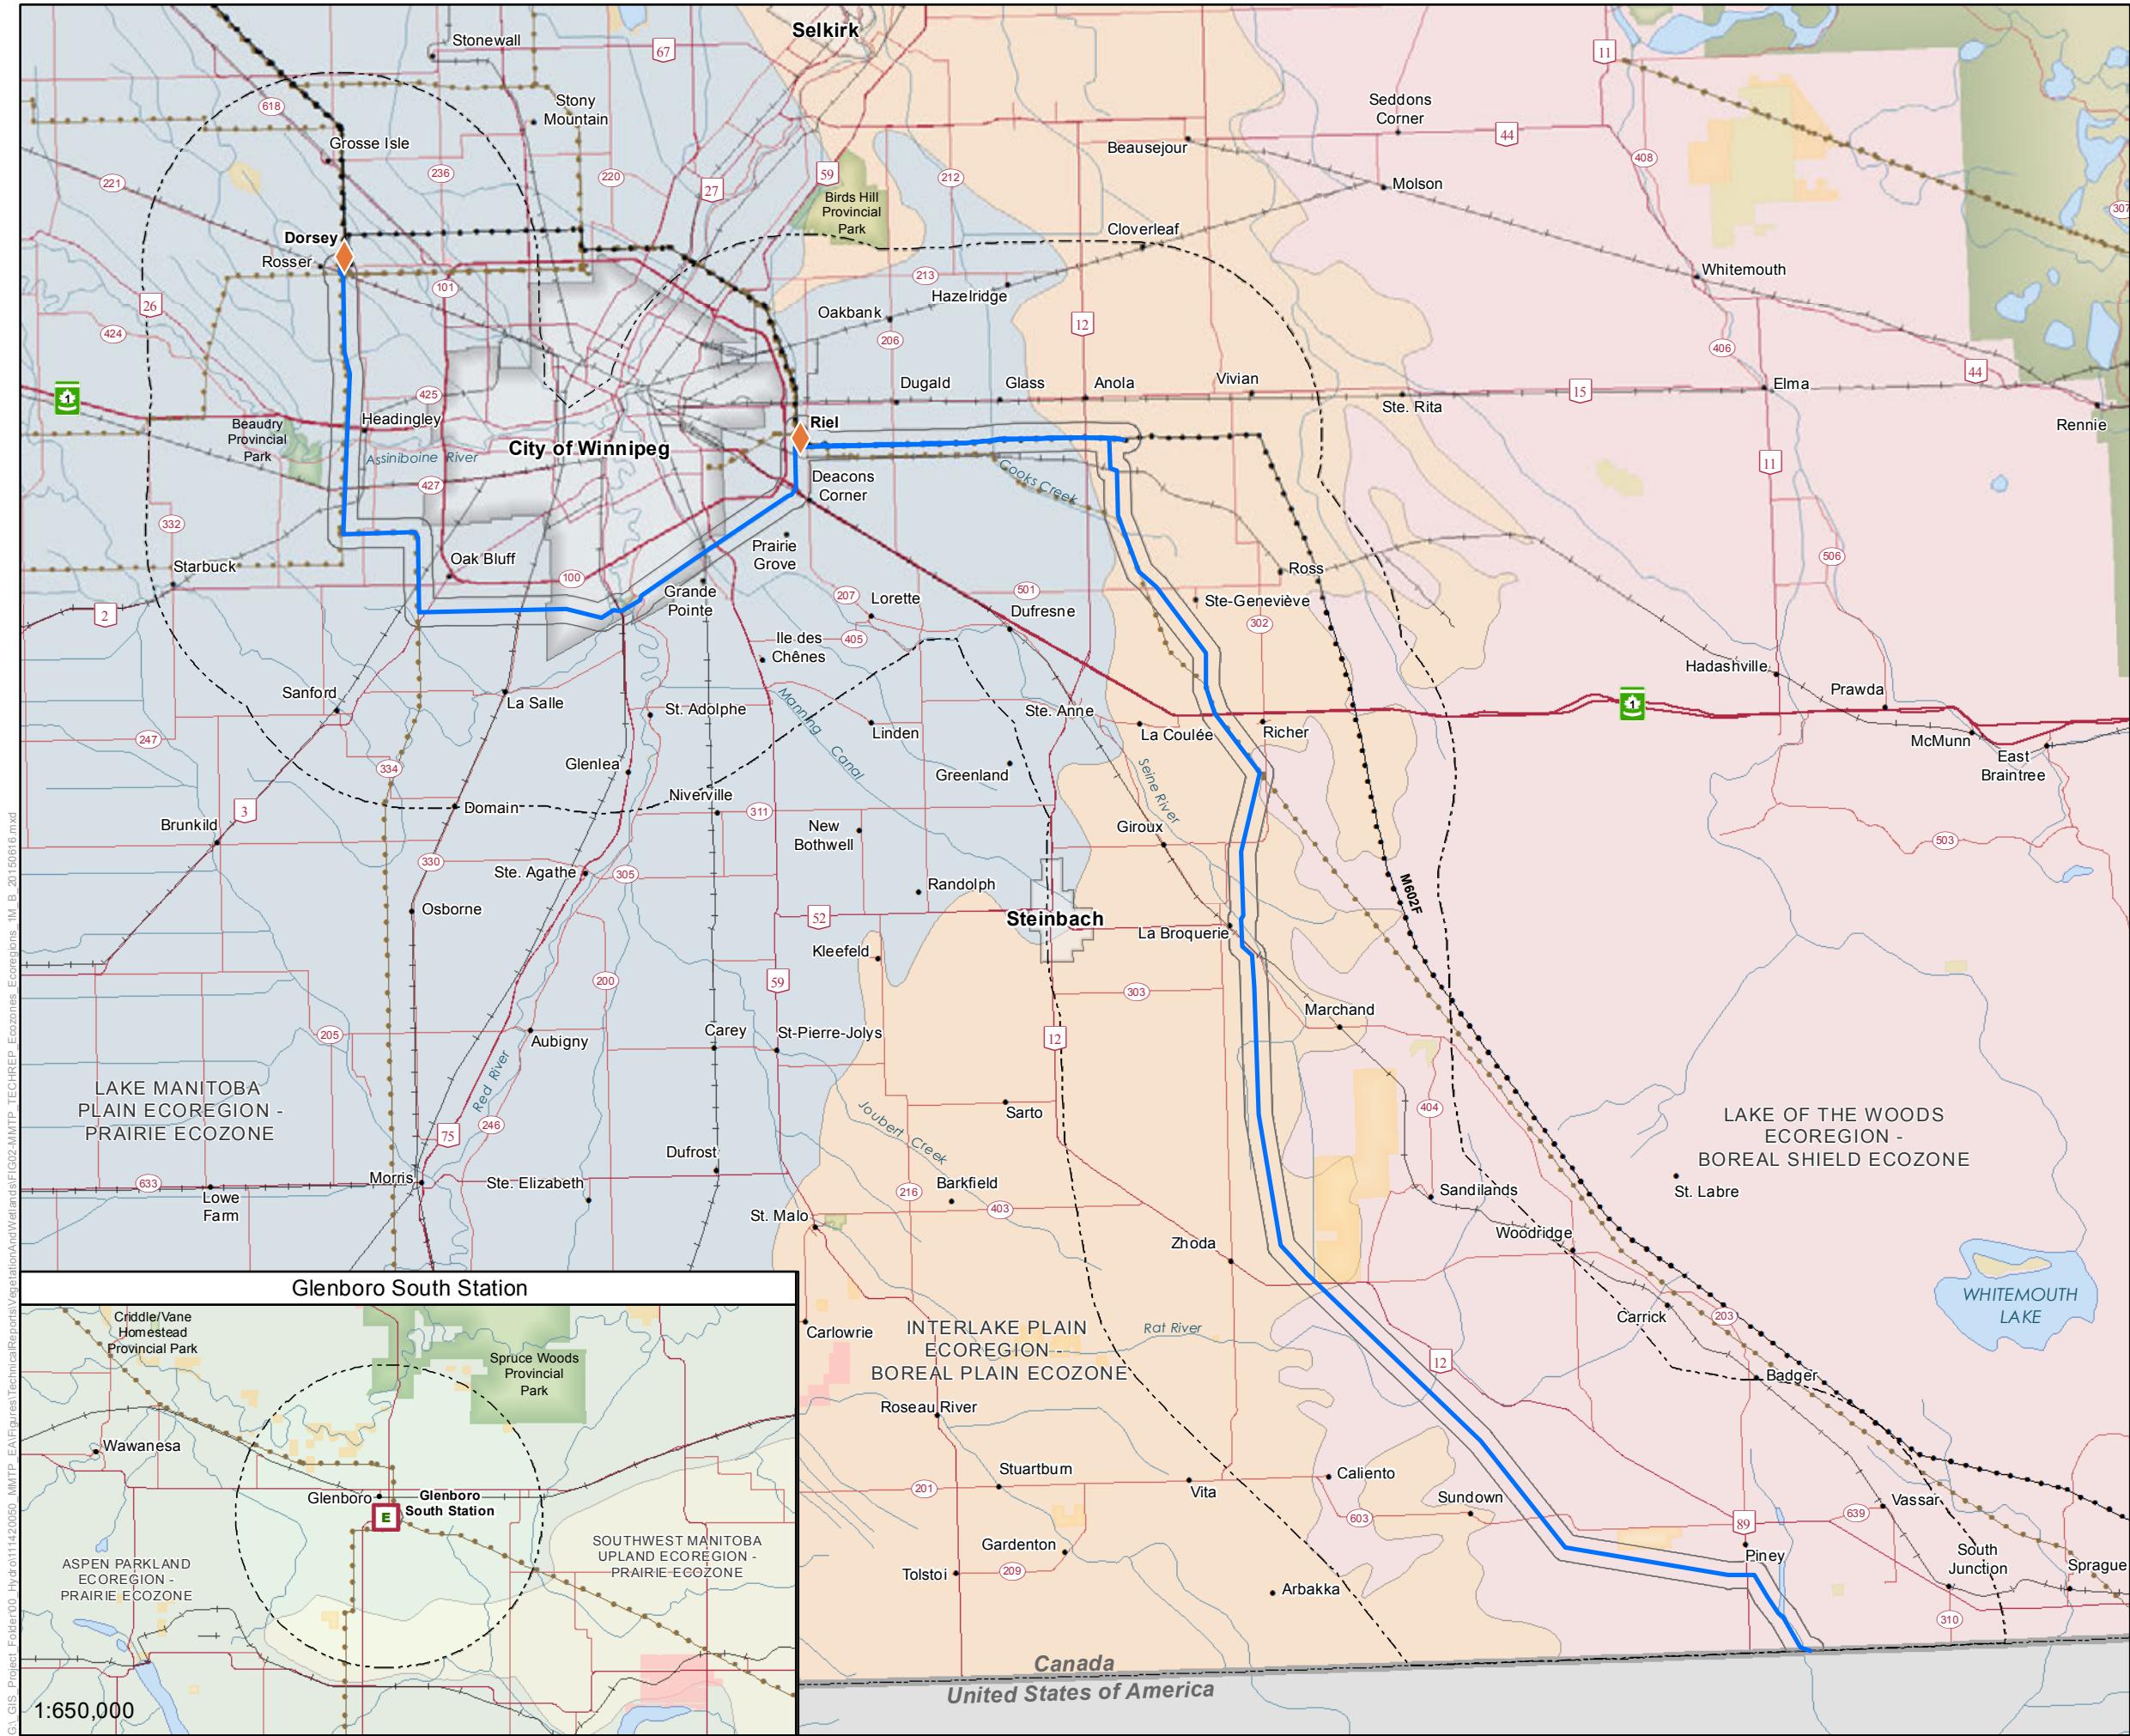 Selkirk
Stonewall
67
11
Stony
Mountain
618
Seddons
Corner
44
Grosse Isle
Beausejour
408
236
220
27
59
212
221
Molson
Birds Hill
Provincial
Park
307
Dorsey
Rosser
Cloverleaf
Whitemouth
101
213
Hazelridge
26
Oakbank
12
424
206
406
44
1
425
Dugald
Glass
Anola
Vivian
15
Elma
Ste. Rita
Rennie
Headingley
Riel
Beaudry
Provincial
Park
Assiniboine River
City of Winnipeg
11
427
Deacons
Corner
Cooks Creek
332
Prairie
Grove
506
Starbuck
Oak Bluff
100
Ross
2
Grande
Pointe
207
Lorette
501
Dufresne
Ste-Geneviève
302
Ile des
Chênes
405
Hadashville
Prawda
Sanford
La Salle
St. Adolphe
Manning Canal
Ste. Anne
1
247
Linden
La Coulée
Richer
McMunn
East
Braintree
334
Glenlea
Greenland
Seine River
Niverville
3
Domain
311
Brunkild
New
Bothwell
Giroux
503
330
Ste. Agathe
305
Randolph
M602F
Osborne
52
Steinbach
La Broquerie
Kleefeld
200
59
303
Marchand
205
Aubigny
Carey
St-Pierre-Jolys
12
Red River
LAKE MANITOBA
PLAIN ECOREGION -
PRAIRIE ECOZONE
75
246
Sarto
404
LAKE OF THE WOODS
ECOREGION -
BOREAL SHIELD ECOZONE
Joubert Creek
Dufrost
633
Lowe
Farm
Morris
Ste. Elizabeth
216
Barkfield
403
Sandilands
St. Labre
St. Malo
Zhoda
Woodridge
WHITEMOUTH
LAKE
Carrick
203
Carlowrie
INTERLAKE PLAIN
ECOREGION -
BOREAL PLAIN ECOZONE
Rat River
12
Badger
Roseau River
Stuartburn
201
Vita
Caliento
Sundown
603
89
639
Vassar
Gardenton
Piney
South
Junction
Sprague
Tolstoi
209
Arbakka
310
Canada
United States of America
Glenboro South Station
Criddle/Vane
Homestead
Provincial Park
Spruce Woods
Provincial
Park
Wawanesa
Glenboro
Glenboro
South Station
E
ASPEN PARKLAND
ECOREGION -
PRAIRIE ECOZONE
SOUTHWEST MANITOBA
UPLAND ECOREGION -
PRAIRIE ECOZONE
1:650,000